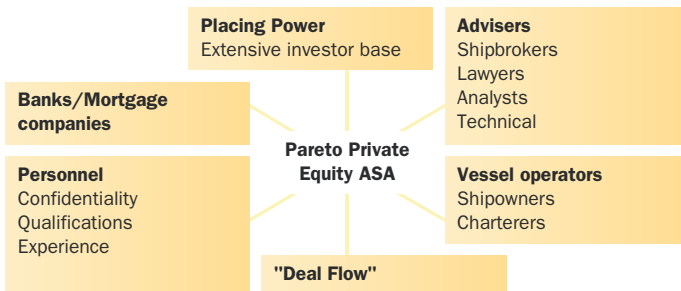 Placing Power
Extensive investor base
Advisers
Shipbrokers
Lawyers
Analysts
Technical
Banks/Mortgage
companies
Pareto Private
Equity ASA
Personnel
Confidentiality
Qualifications
Experience
Vessel operators
Shipowners
Charterers
"Deal Flow"